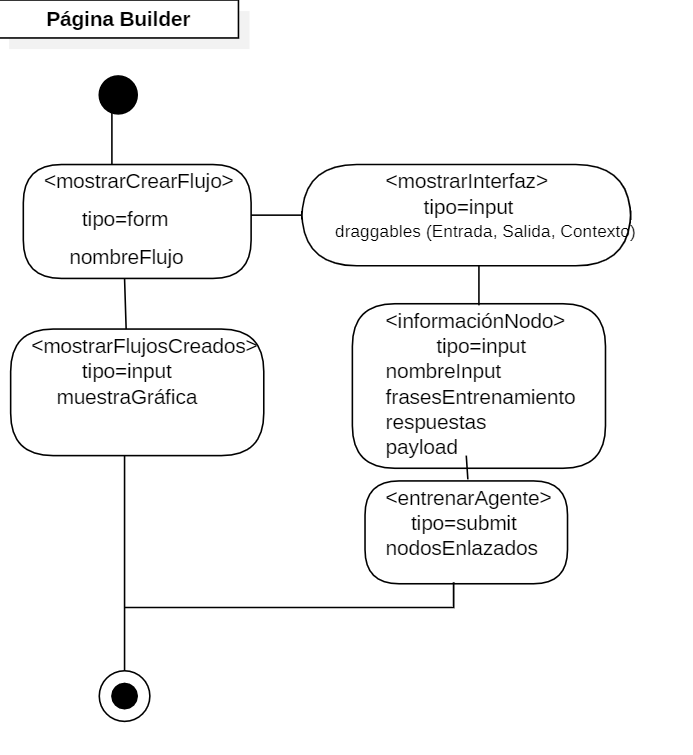 Página Builder
<mostrarCrearFlujo>
tipo=form
nombreFlujo
<mostrarInterfaz>
tipo=input
draggables (Entrada, Salida, Contexto)
<mostrarFlujosCreados>
tipo=input
muestraGráfica
<informaciónNodo>
tipo=input
nombreInput
frasesEntrenamiento
respuestas
payload
<entrenarAgente>
tipo=submit
nodosEnlazados